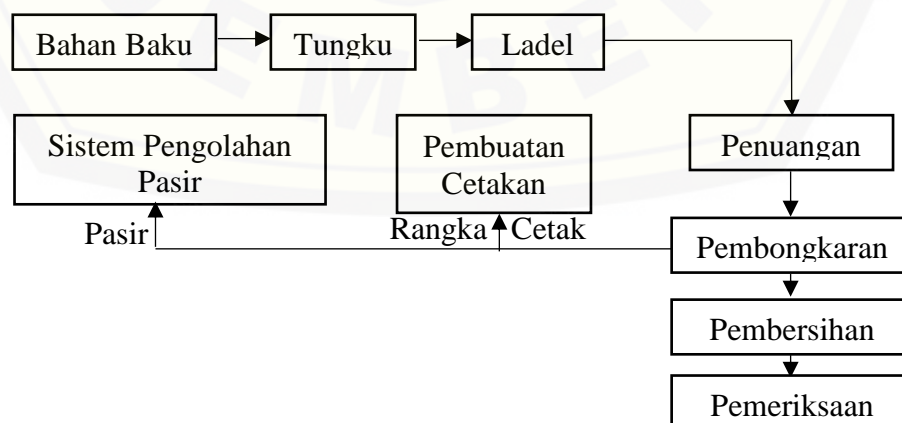 Bahan Baku
Tungku
Ladel
Sistem Pengolahan
Pasir
Pembuatan
Cetakan
Penuangan
Pasir
Rangka Cetak
Pembongkaran
Pembersihan
Pemeriksaan